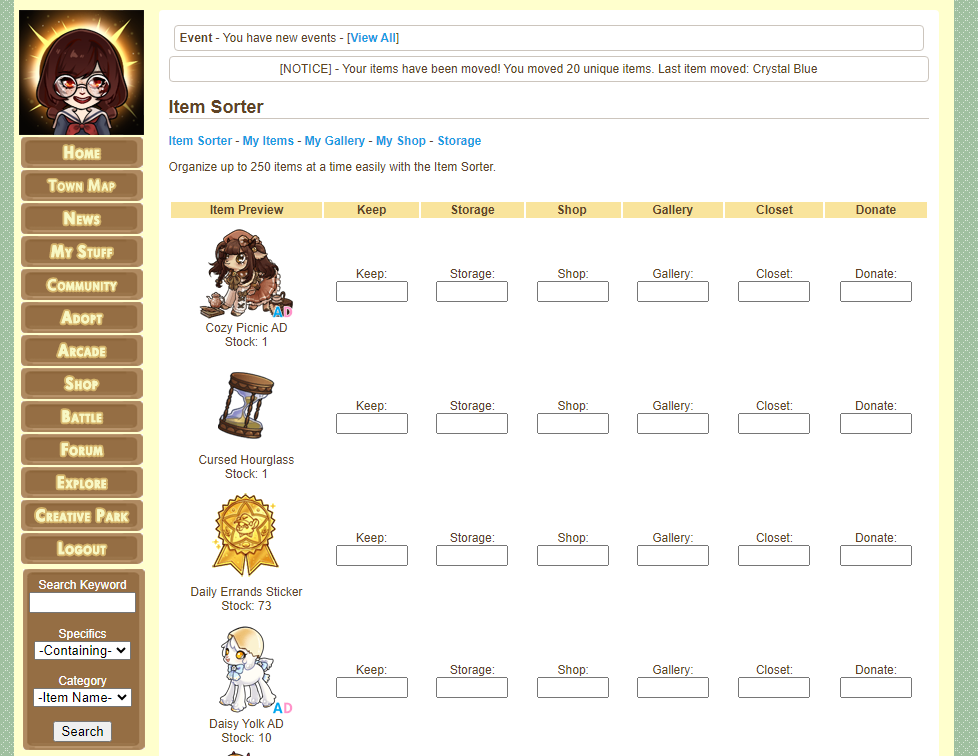 Home
Town Map
News
My Stuff
Community
Adopt
Arcade
Shop
Battle
Forum
Explore
Creative Park
Logout
Search Keyword
Specifics
-Containing-
Category
-Item Name-
Search
Event - You have new events - [View All]
[NOTICE] - Your items have been moved! You moved 20 unique items. Last item moved: Crystal Blue
Item Sorter
Item Sorter - My Items - My Gallery - My Shop - Storage
Organize up to 250 items at a time easily with the Item Sorter.
Item Preview Keep Storage Shop Gallery Closet Donate
Keep: Storage: Shop: Gallery: Closet: Donate:
AD
Cozy Picnic AD
Stock: 1
Keep: Storage: Shop: Gallery: Closet: Donate:
Cursed Hourglass
Stock: 1
Keep: Storage: Shop: Gallery: Closet: Donate:
Daily Errands Sticker
Stock: 73
Keep: Storage: Shop: Gallery: Closet: Donate:
AD
Daisy Yolk AD
Stock: 10